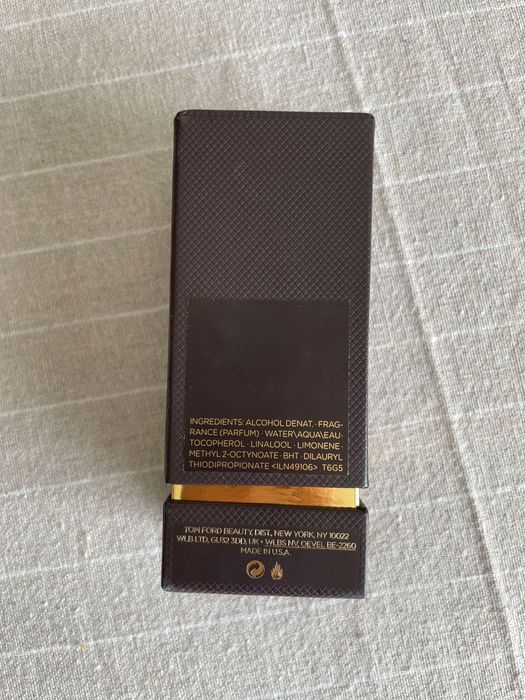 INGREDIENTS: ALCOHOL DENAT. · FRAG-
RANCE (PARFUM) · WATER\AQUA\EAU·
TOCOPHEROL · LINALOOL · LIMONENE·
METHYL 2-OCTYNOATE · BHT · DILAURYL
THIODIPROPIONATE <ILN49106> T6G5
TOM FORD BEAUTY, DIST., NEW YORK, NY 10022
WLB LTD, GU32 3DD, UK • WLBS NV, OEVEL BE-2260
MADE IN U.S.A.